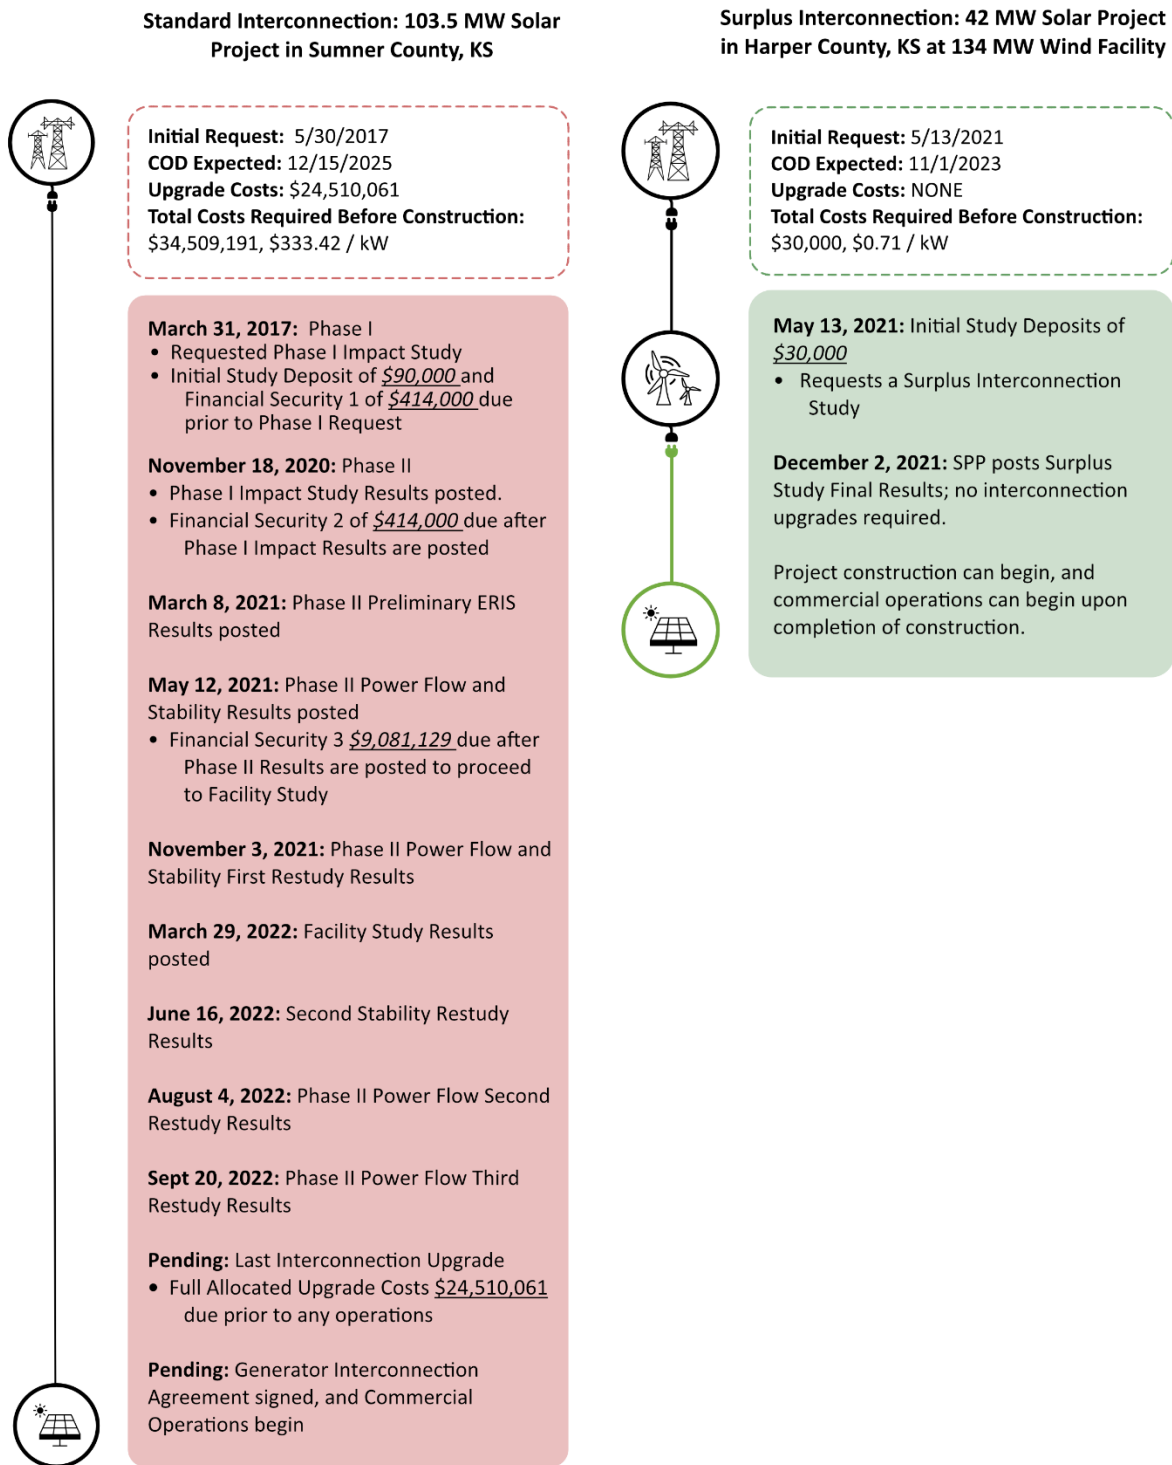 Standard Interconnection: 103.5 MW Solar
Project in Sumner County, KS
Initial Request: 5/30/2017
COD Expected: 12/15/2025
Upgrade Costs: $24,510,061
Total Costs Required Before Construction:
$34,509,191, $333.42 / kW
March 31, 2017: Phase I
• Requested Phase I Impact Study
• Initial Study Deposit of $90,000 and
Financial Security 1 of $414,000 due
prior to Phase I Request
November 18, 2020: Phase II
• Phase I Impact Study Results posted.
• Financial Security 2 of $414,000 due after
Phase I Impact Results are posted
March 8, 2021: Phase II Preliminary ERIS
Results posted
May 12, 2021: Phase II Power Flow and
Stability Results posted
• Financial Security 3 $9,081,129 due after
Phase II Results are posted to proceed
to Facility Study
November 3, 2021: Phase II Power Flow and
Stability First Restudy Results
March 29, 2022: Facility Study Results
posted
June 16, 2022: Second Stability Restudy
Results
August 4, 2022: Phase II Power Flow Second
Restudy Results
Sept 20, 2022: Phase II Power Flow Third
Restudy Results
Pending: Last Interconnection Upgrade
• Full Allocated Upgrade Costs $24,510,061
due prior to any operations
Pending: Generator Interconnection
Agreement signed, and Commercial
Operations begin
Surplus Interconnection: 42 MW Solar Project
in Harper County, KS at 134 MW Wind Facility
Initial Request: 5/13/2021
COD Expected: 11/1/2023
Upgrade Costs: NONE
Total Costs Required Before Construction:
$30,000, $0.71 / kW
May 13, 2021: Initial Study Deposits of
$30,000
• Requests a Surplus Interconnection
Study
December 2, 2021: SPP posts Surplus
Study Final Results; no interconnection
upgrades required.
Project construction can begin, and
commercial operations can begin upon
completion of construction.